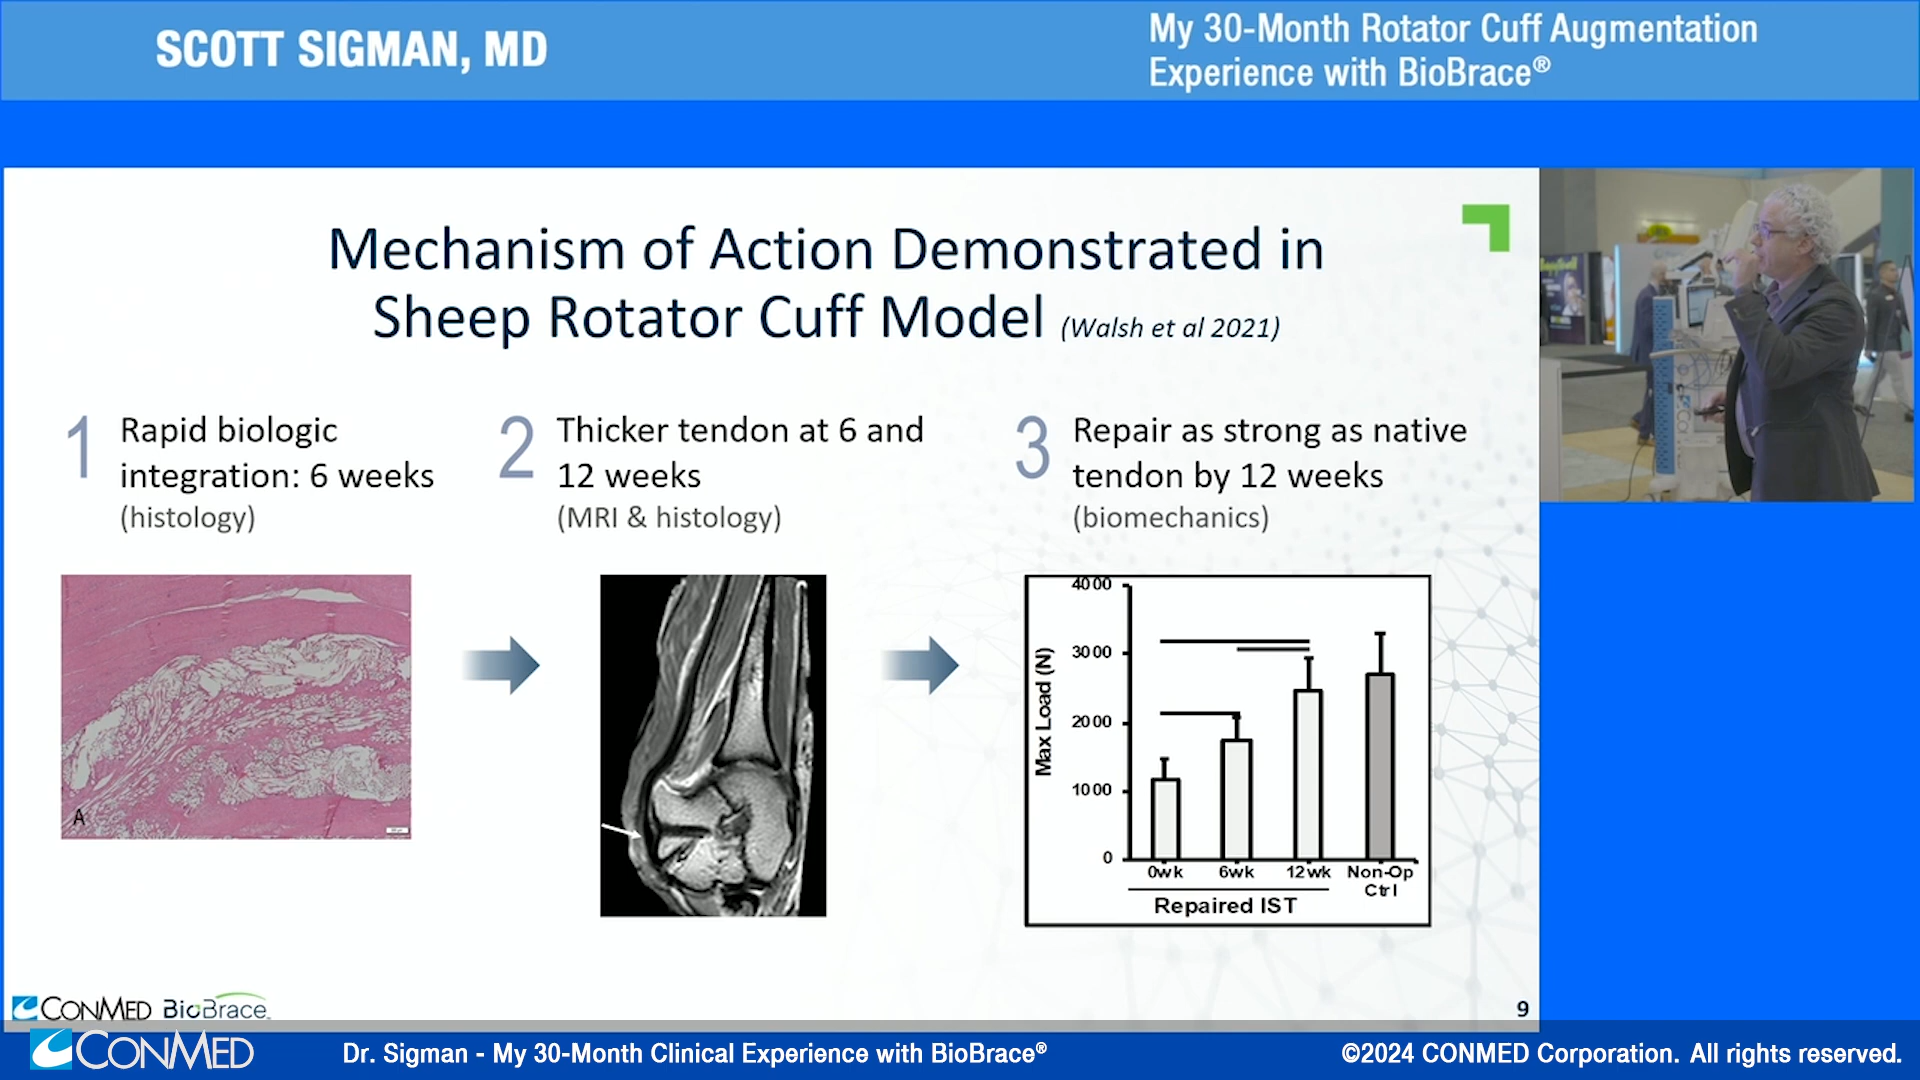 SCOTT SIGMAN, MD
My 30-Month Rotator Cuff Augmentation
Experience with BioBrace®
Mechanism of Action Demonstrated in
Sheep Rotator Cuff Model (Walsh et al 2021)
1 Rapid biologic
integration: 6 weeks
(histology)
2 Thicker tendon at 6 and
12 weeks
(MRI & histology)
3 Repair as strong as native
tendon by 12 weeks
(biomechanics)
A
Max Load (N)
4000
3000
2000
1000
0
0wk 6wk 12wk Non-Op
Ctrl
Repaired IST
CONMED BioBrace
9
CONMED
Dr. Sigman - My 30-Month Clinical Experience with BioBrace®
©2024 CONMED Corporation. All rights reserved.